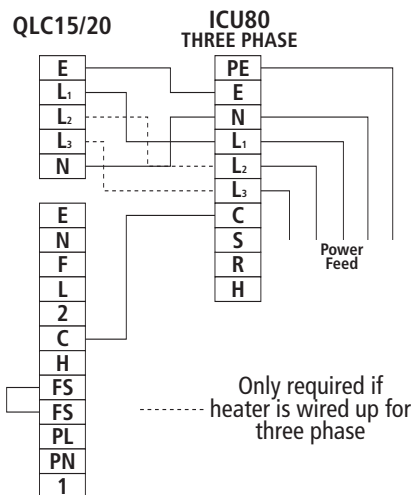 QLC15/20
ICU80
THREE PHASE
E
L1
L2
L3
N
PE
E
N
L1
L2
L3
C
S
R
H
Power
Feed
E
N
F
L
2
C
H
FS
FS
PL
PN
1
Only required if
heater is wired up for
three phase